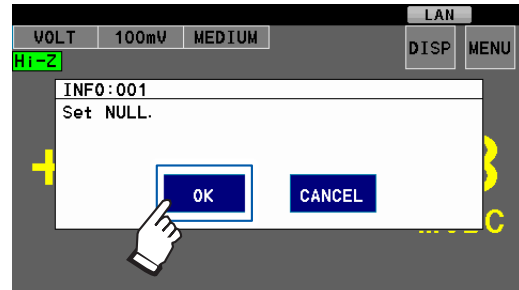 LAN
VOLT 100mV MEDIUM DISP MENU
Hi-Z
INFO:001
Set NULL.
+
OK CANCEL
C